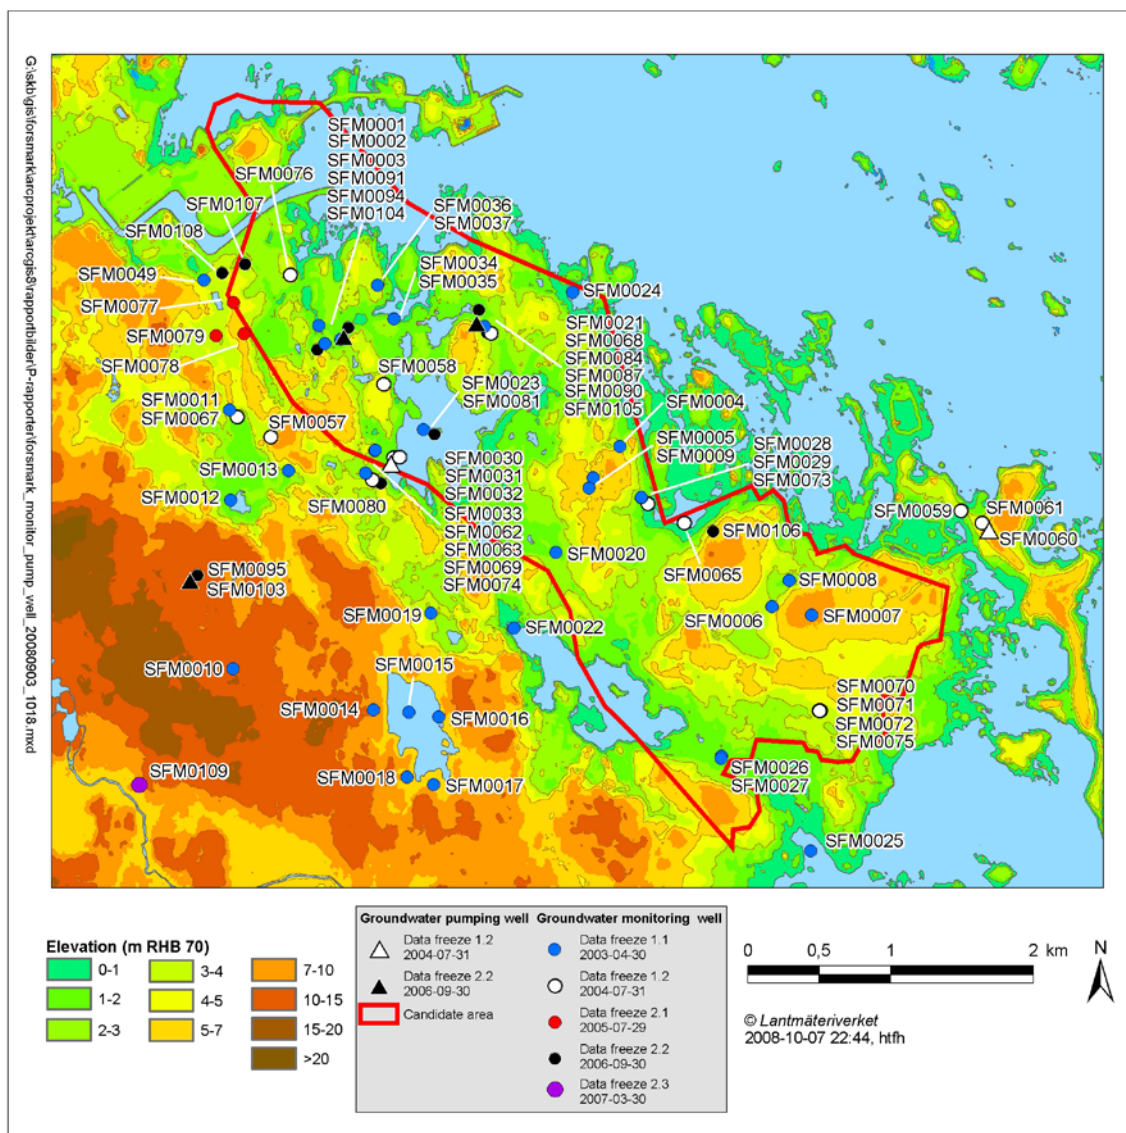 G:\skb\gis\forsmark\arcprojekt\arcgis8\rapportbilder\P-rapporter\forsmark_monitor_pump_well_20080903_1018.mxd
SFM0001
SFM0002
SFM0003
SFM0091
SFM0094
SFM0104
SFM0076
SFM0107
SFM0108
SFM0049
SFM0077
SFM0079
SFM0078
SFM0036
SFM0037
SFM0034
SFM0035
SFM0024
SFM0021
SFM0068
SFM0084
SFM0087
SFM0090
SFM0105
SFM0058
SFM0023
SFM0081
SFM0004
SFM0005
SFM0009
SFM0028
SFM0029
SFM0073
SFM0011
SFM0067
SFM0057
SFM0013
SFM0012
SFM0080
SFM0030
SFM0031
SFM0032
SFM0033
SFM0062
SFM0063
SFM0069
SFM0074
SFM0059
SFM0061
SFM0060
SFM0106
SFM0020
SFM0065
SFM0095
SFM0103
SFM0008
SFM0006
SFM0007
SFM0019
SFM0022
SFM0010
SFM0015
SFM0014
SFM0016
SFM0018
SFM0017
SFM0070
SFM0071
SFM0072
SFM0075
SFM0109
SFM0026
SFM0027
SFM0025
Elevation (m RHB 70)
0-1
1-2
2-3
3-4
4-5
5-7
7-10
10-15
15-20
>20
Groundwater pumping well
Data freeze 1.2
2004-07-31
Data freeze 2.2
2006-09-30
Candidate area
Groundwater monitoring well
Data freeze 1.1
2003-04-30
Data freeze 1.2
2004-07-31
Data freeze 2.1
2005-07-29
Data freeze 2.2
2006-09-30
Data freeze 2.3
2007-03-30
0 0,5 1 2 km
N
© Lantmäteriverket
2008-10-07 22:44, htfh